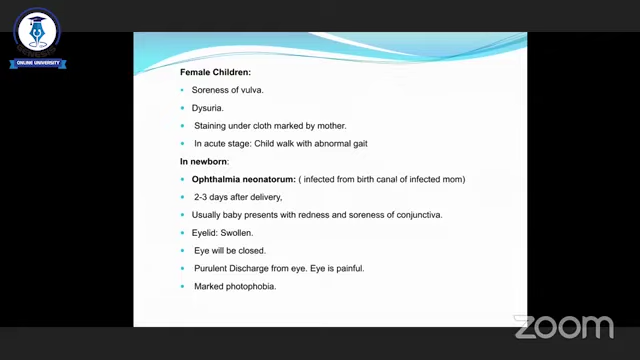 ONLINE UNIVERSITY
Female Children:
Soreness of vulva.
Dysuria.
Staining under cloth marked by mother.
In acute stage: Child walk with abnormal gait
In newborn:
Ophthalmia neonatorum: ( infected from birth canal of infected mom)
2-3 days after delivery,
Usually baby presents with redness and soreness of conjunctiva.
Eyelid: Swollen.
Eye will be closed.
Purulent Discharge from eye. Eye is painful.
Marked photophobia.
zoom